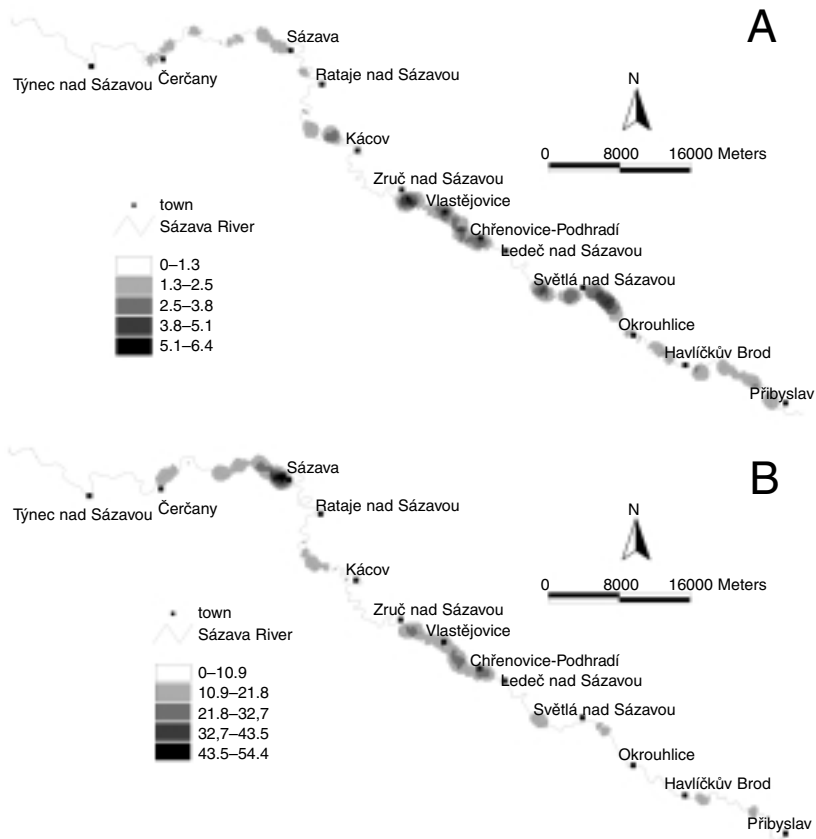 A
Sázava
Týnec nad Sázavou
Čerčany
Rataje nad Sázavou
N
Kácov
0 8000 16000 Meters
Zruč nad Sázavou
town
Vlastějovice
Sázava River
Chřenovice-Podhradí
Ledeč nad Sázavou
0–1.3
1.3–2.5
Světlá nad Sázavou
2.5–3.8
3.8–5.1
Okrouhlice
5.1–6.4
Havlíčkův Brod
Přibyslav
B
Sázava
Týnec nad Sázavou
Čerčany
Rataje nad Sázavou
N
Kácov
0 8000 16000 Meters
Zruč nad Sázavou
town
Vlastějovice
Sázava River
Chřenovice-Podhradí
Ledeč nad Sázavou
0–10.9
10.9–21.8
Světlá nad Sázavou
21.8–32,7
32,7–43.5
43.5–54.4
Okrouhlice
Havlíčkův Brod
Přibyslav